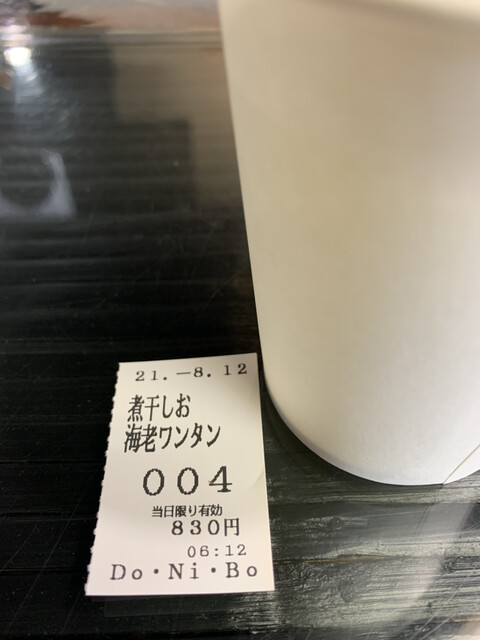 21.-8.12
煮干しお
海老ワンタン
004
当日限り有効
830円
06:12
Do・Ni・Bo